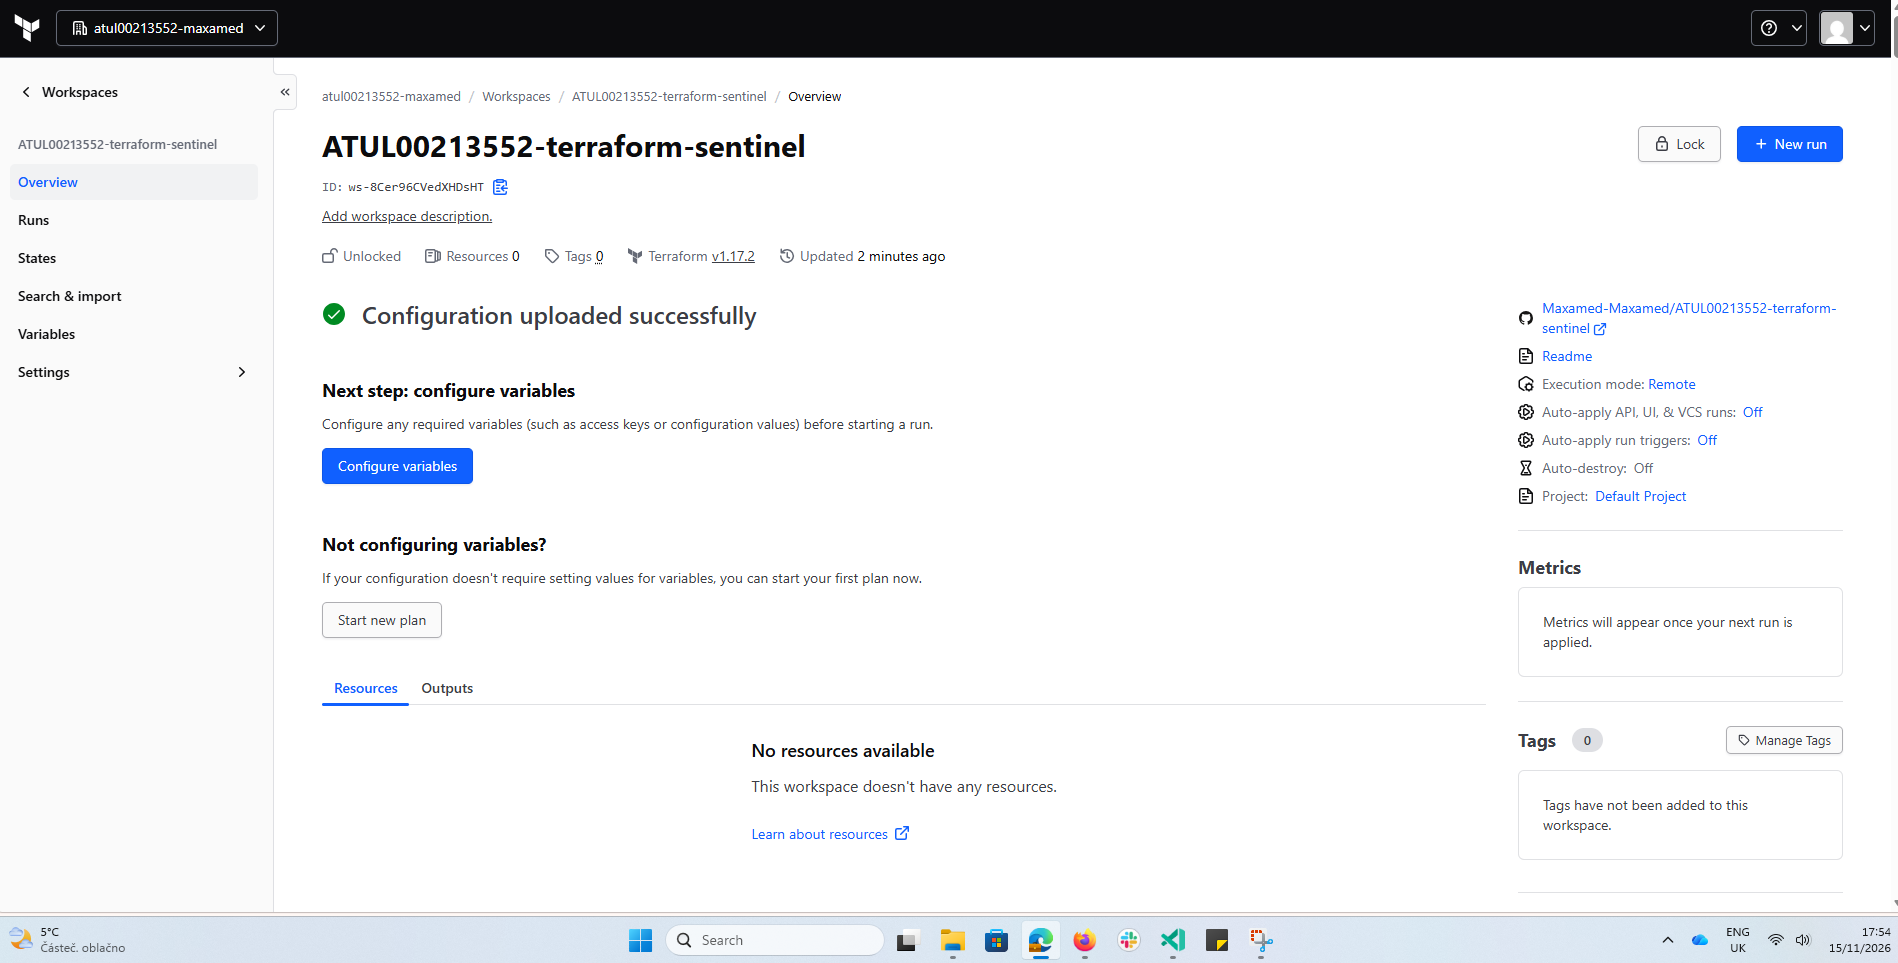 atul00213552-maxamed
Workspaces
ATUL00213552-terraform-sentinel
Overview
Runs
States
Search & import
Variables
Settings
atul00213552-maxamed / Workspaces / ATUL00213552-terraform-sentinel / Overview
ATUL00213552-terraform-sentinel
Lock
+ New run
ID: ws-8Cer96CVedXHDsHT
Add workspace description.
Unlocked Resources 0 Tags 0 Terraform v1.17.2 Updated 2 minutes ago
Configuration uploaded successfully
Next step: configure variables
Configure any required variables (such as access keys or configuration values) before starting a run.
Configure variables
Not configuring variables?
If your configuration doesn't require setting values for variables, you can start your first plan now.
Start new plan
Resources Outputs
No resources available
This workspace doesn't have any resources.
Learn about resources
Maxamed-Maxamed/ATUL00213552-terraform-
sentinel
Readme
Execution mode: Remote
Auto-apply API, UI, & VCS runs: Off
Auto-apply run triggers: Off
Auto-destroy: Off
Project: Default Project
Metrics
Metrics will appear once your next run is
applied.
Tags 0
Manage Tags
Tags have not been added to this
workspace.
5°C
Částeč. oblačno
Search
ENG
UK
17:54
15/11/2026